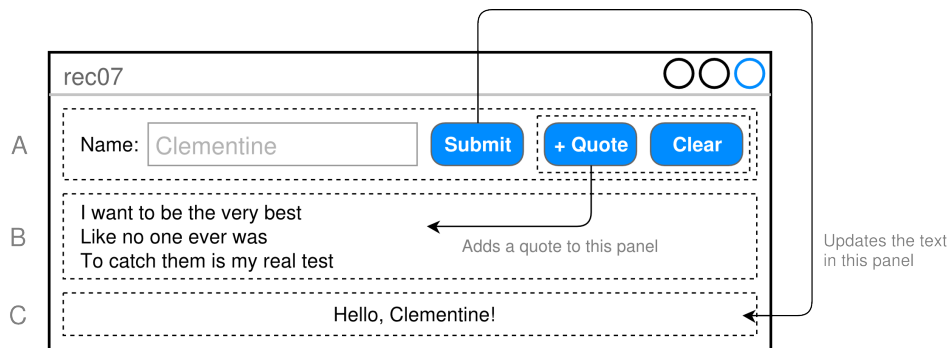 rec07
A
Name: Clementine Submit + Quote Clear
B
I want to be the very best
Like no one ever was
To catch them is my real test
Adds a quote to this panel
Updates the text
in this panel
C
Hello, Clementine!